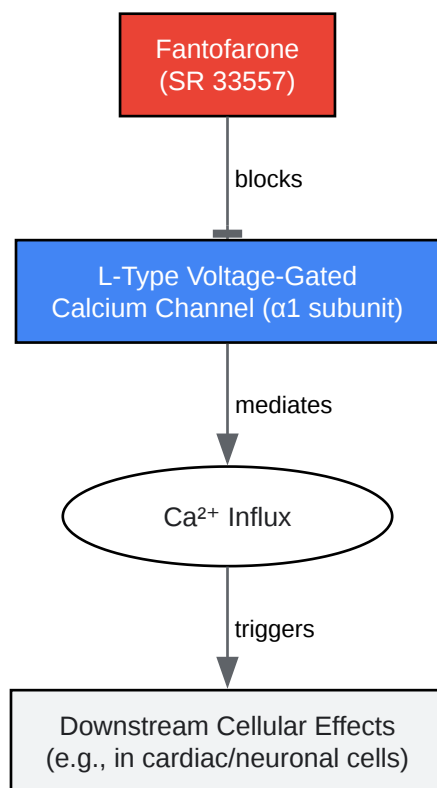 Fantofarone
(SR 33557)
blocks
L-Type Voltage-Gated
Calcium Channel (α1 subunit)
mediates
Ca²⁺ Influx
triggers
Downstream Cellular Effects
(e.g., in cardiac/neuronal cells)